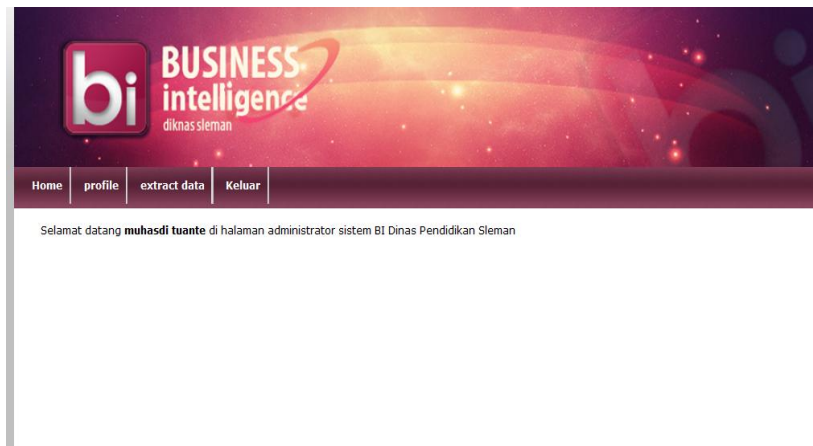 bi
BUSINESS
intelligence
diknas sleman
Home profile extract data Keluar
Selamat datang muhasdi tuante di halaman administrator sistem BI Dinas Pendidikan Sleman